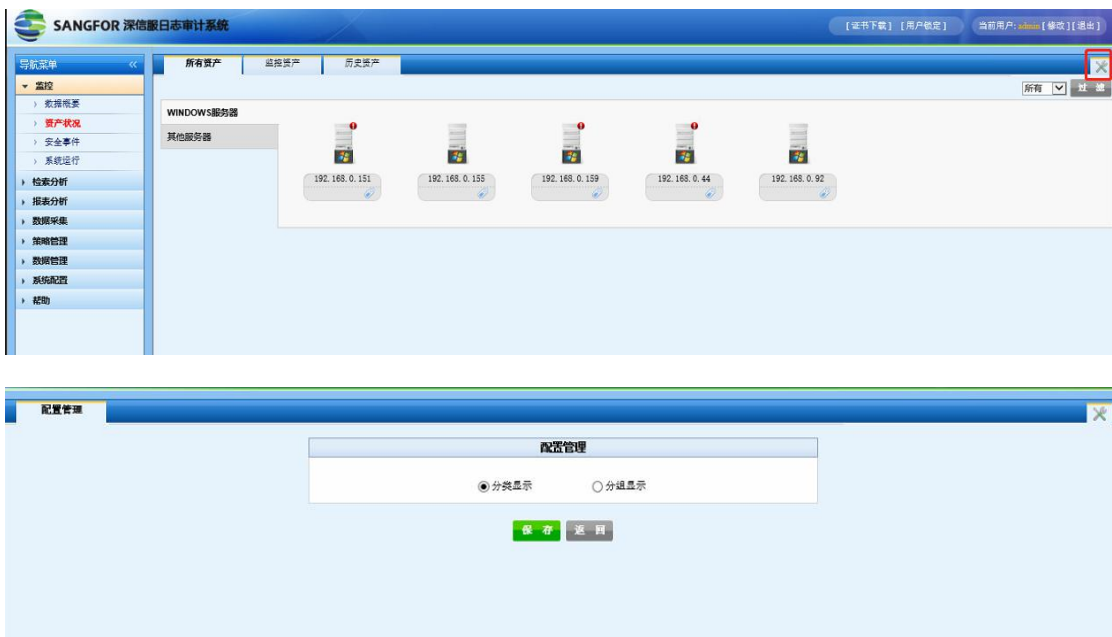 SANGFOR 深信服日志审计系统
[证书下载] [用户锁定] 当前用户: admin [修改][退出]
导航菜单 «
所有资产 监控资产 历史资产
监控
数据概要
资产状况
安全事件
系统运行
检索分析
报表分析
数据采集
策略管理
数据管理
系统配置
帮助
所有 过 滤
WINDOWS服务器
其他服务器
192.168.0.151 192.168.0.155 192.168.0.159 192.168.0.44 192.168.0.92
配置管理
配置管理
分类显示 分组显示
保 存 返 回